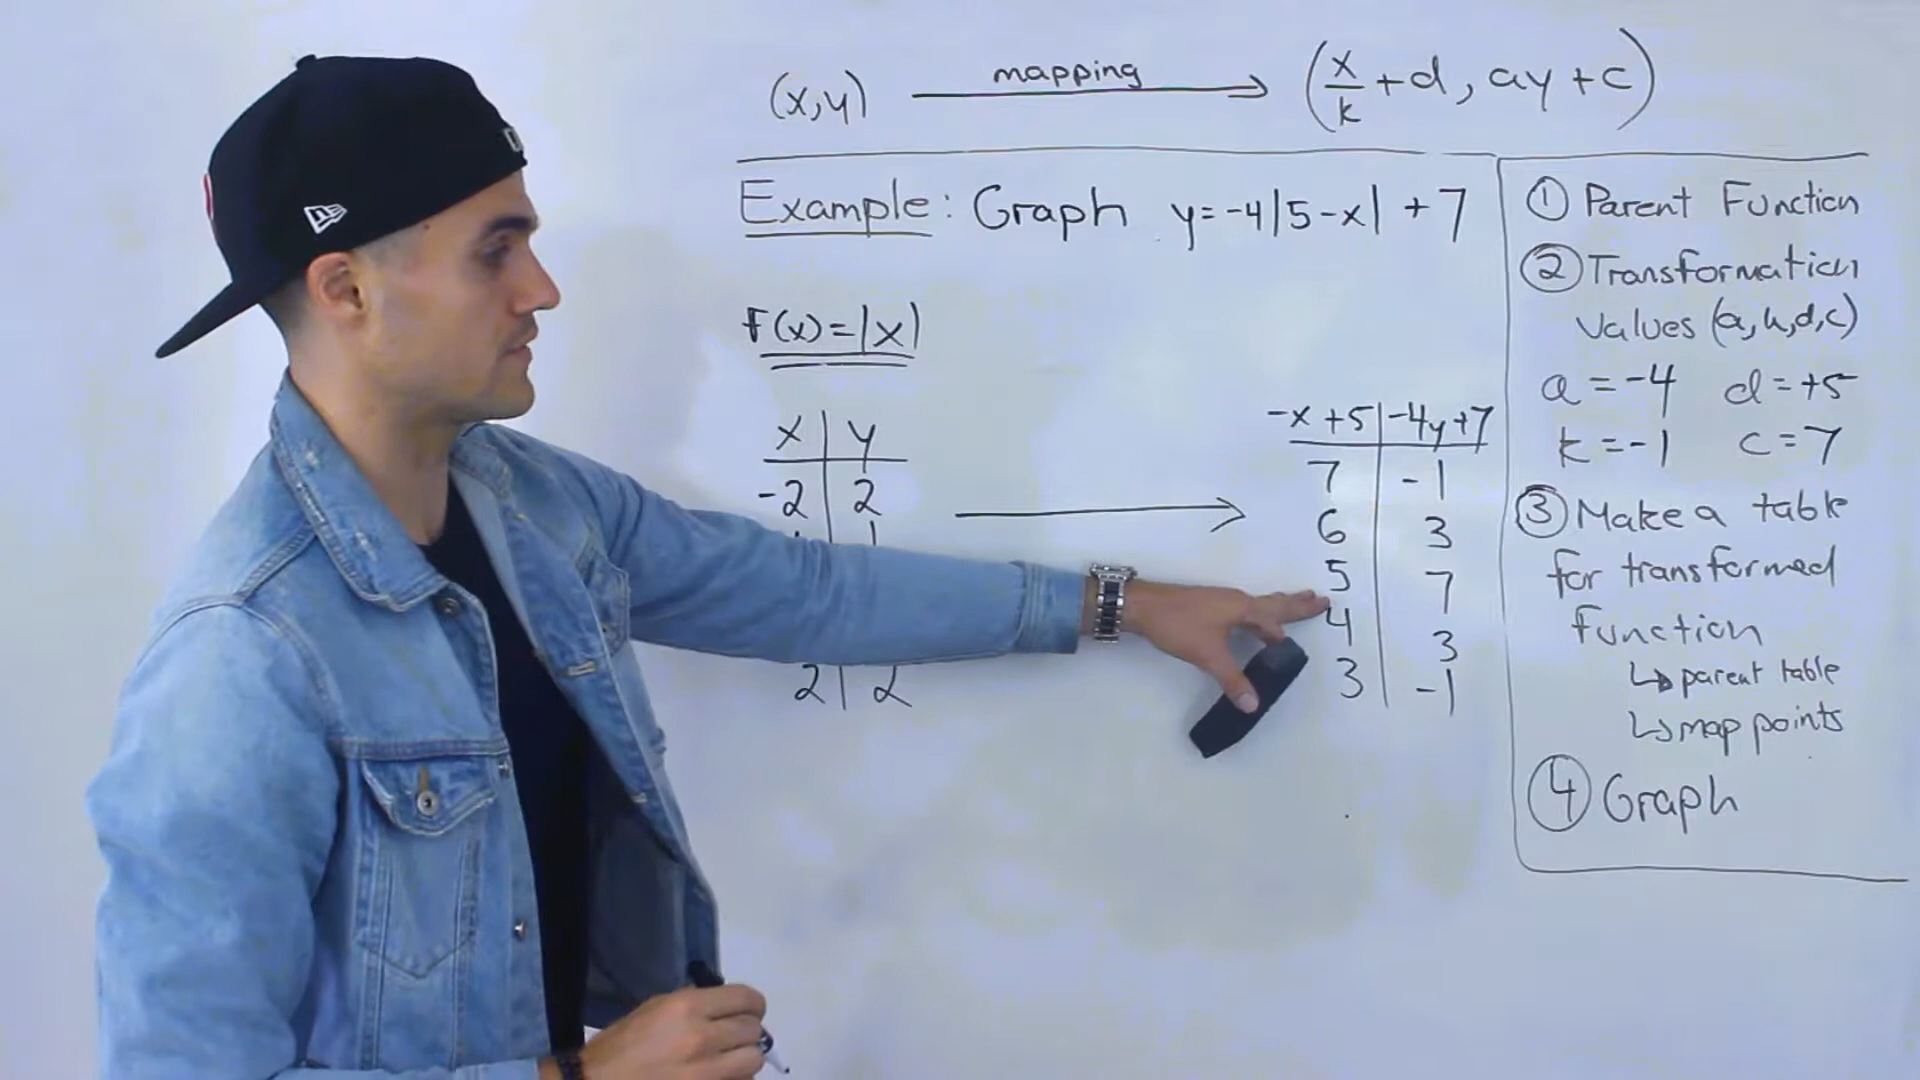 (x,y) mapping (x/k + d, ay + c)
Example: Graph y = -4|5-x| + 7
f(x) = |x|
x | y
-2 | 2
2 | 2
-x+5 | -4y+7
7 | -1
6 | 3
5 | 7
4 | 3
3 | -1
① Parent Function
② Transformation
Values (a,k,d,c)
a = -4 d = +5
k = -1 c = 7
③ Make a table
for transformed
function
↳ parent table
↳ map points
④ Graph